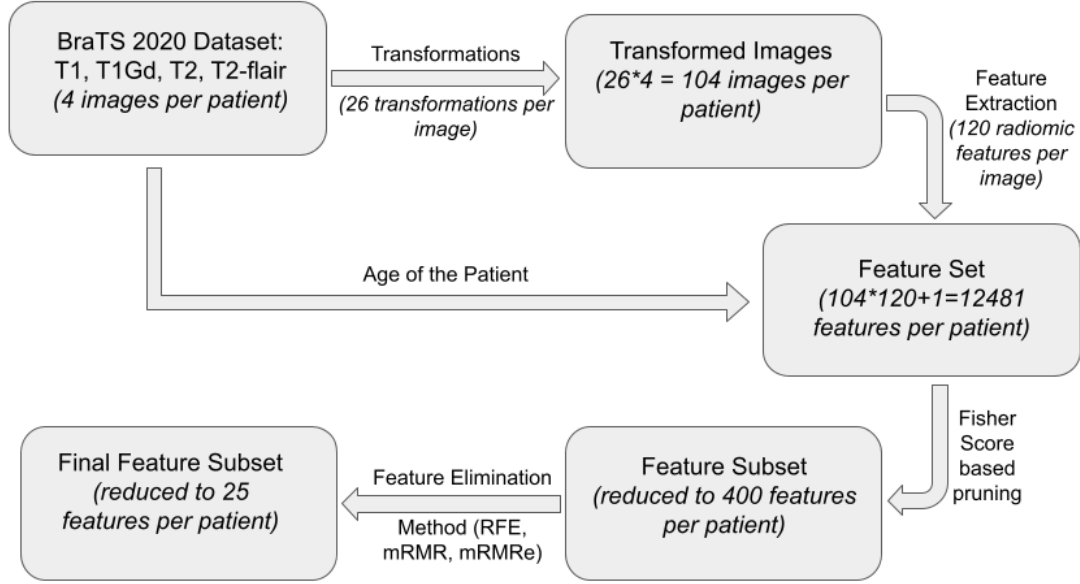 BraTS 2020 Dataset:
T1, T1Gd, T2, T2-flair
(4 images per patient)
Transformations
(26 transformations per
image)
Transformed Images
(26*4 = 104 images per
patient)
Feature
Extraction
(120 radiomic
features per
image)
Age of the Patient
Feature Set
(104*120+1=12481
features per patient)
Fisher
Score
based
pruning
Feature Subset
(reduced to 400 features
per patient)
Feature Elimination
Method (RFE,
mRMR, mRMRe)
Final Feature Subset
(reduced to 25
features per patient)